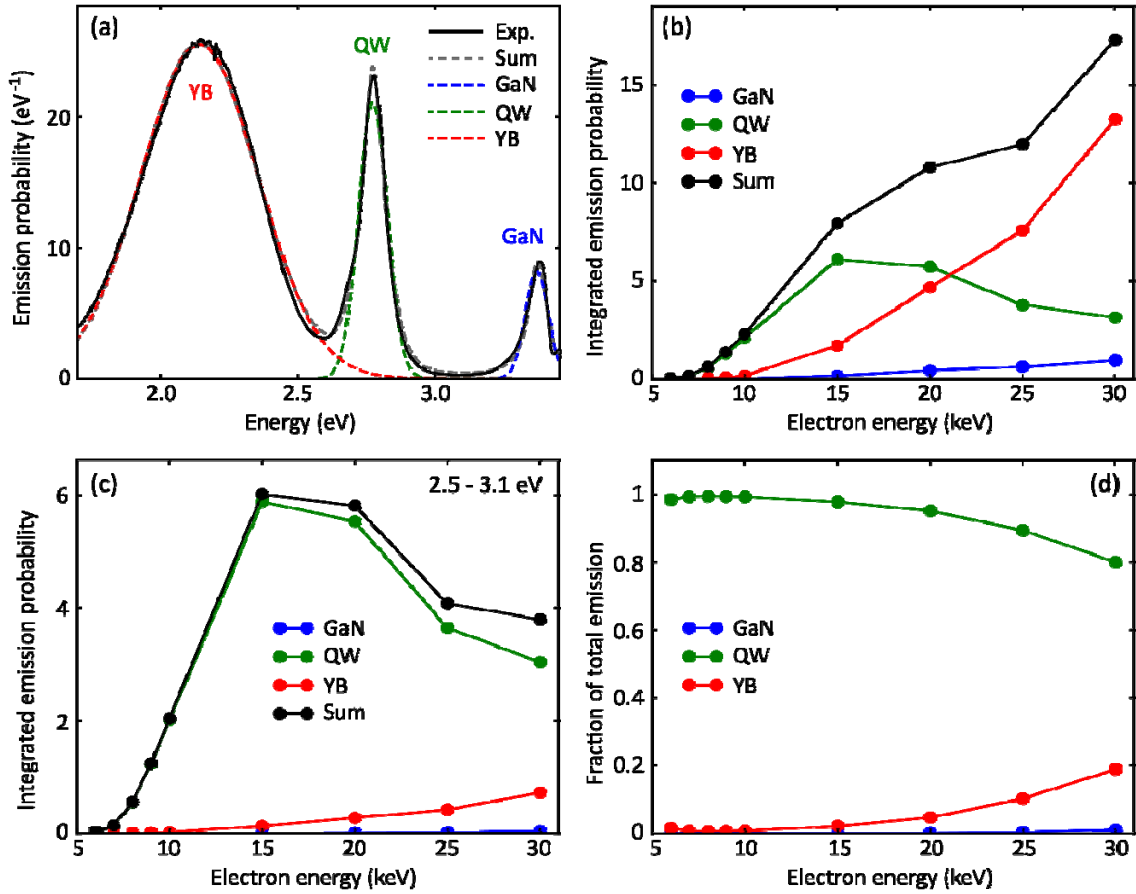 (a)
Exp.
Sum
GaN
QW
YB
QW
YB
GaN
Emission probability (eV⁻¹)
20
10
0
2.0
2.5
3.0
Energy (eV)
(b)
GaN
QW
YB
Sum
Integrated emission probability
15
10
5
0
5
10
15
20
25
30
Electron energy (keV)
(c)
2.5 - 3.1 eV
GaN
QW
YB
Sum
Integrated emission probability
6
4
2
0
5
10
15
20
25
30
Electron energy (keV)
(d)
GaN
QW
YB
Fraction of total emission
1
0.8
0.6
0.4
0.2
0
5
10
15
20
25
30
Electron energy (keV)